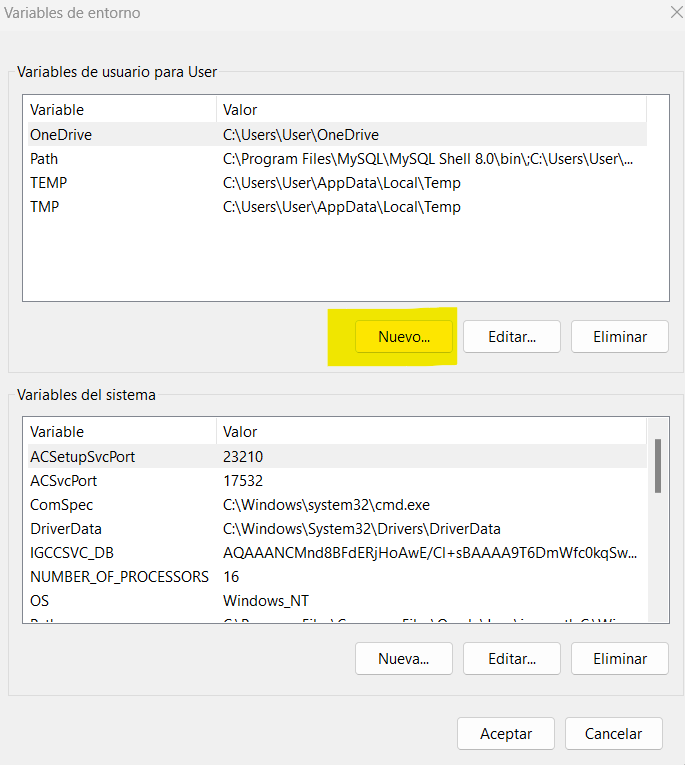 Variables de entorno
Variables de usuario para User
Variable Valor
OneDrive C:\Users\User\OneDrive
Path C:\Program Files\MySQL\MySQL Shell 8.0\bin\;C:\Users\User\...
TEMP C:\Users\User\AppData\Local\Temp
TMP C:\Users\User\AppData\Local\Temp
Nuevo... Editar... Eliminar
Variables del sistema
Variable Valor
ACSetupSvcPort 23210
ACSvcPort 17532
ComSpec C:\Windows\system32\cmd.exe
DriverData C:\Windows\System32\Drivers\DriverData
IGCCSVC_DB AQAAANCMnd8BFdERjHoAwE/Cl+sBAAAA9T6DmWfc0kqSw...
NUMBER_OF_PROCESSORS 16
OS Windows_NT
Nueva... Editar... Eliminar
Aceptar Cancelar